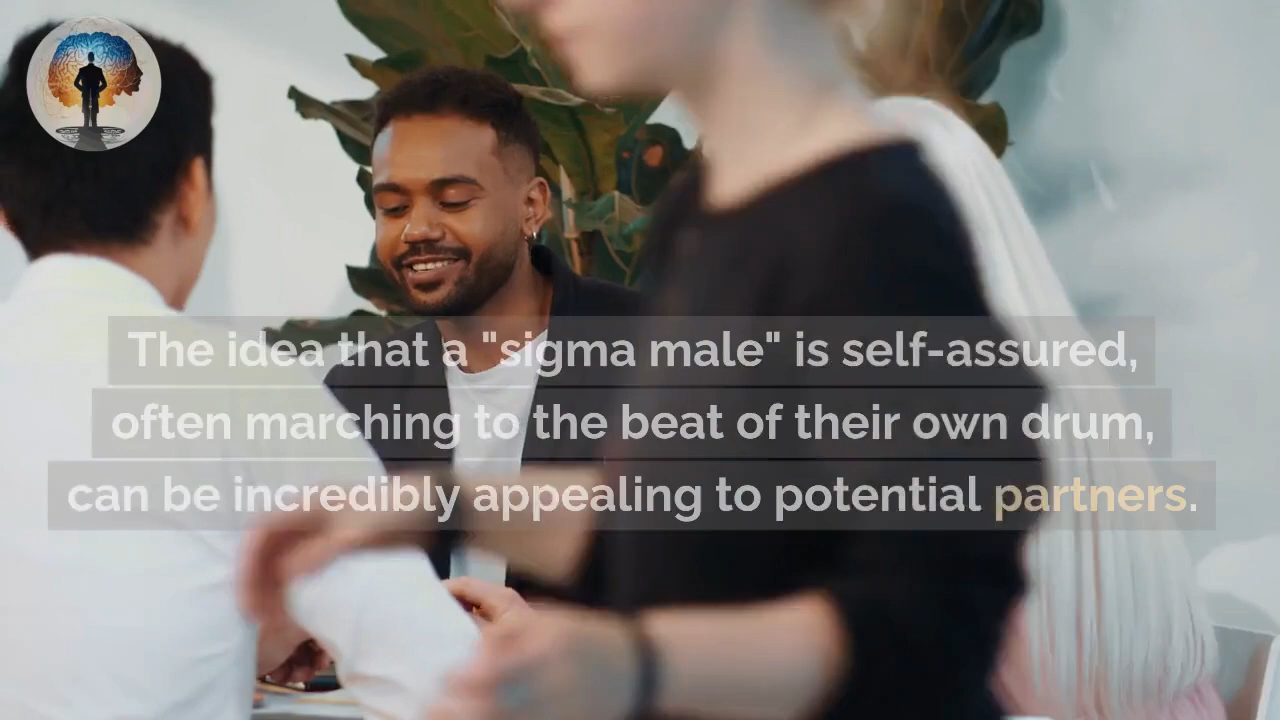 The idea that a "sigma male" is self-assured,
often marching to the beat of their own drum,
can be incredibly appealing to potential partners.